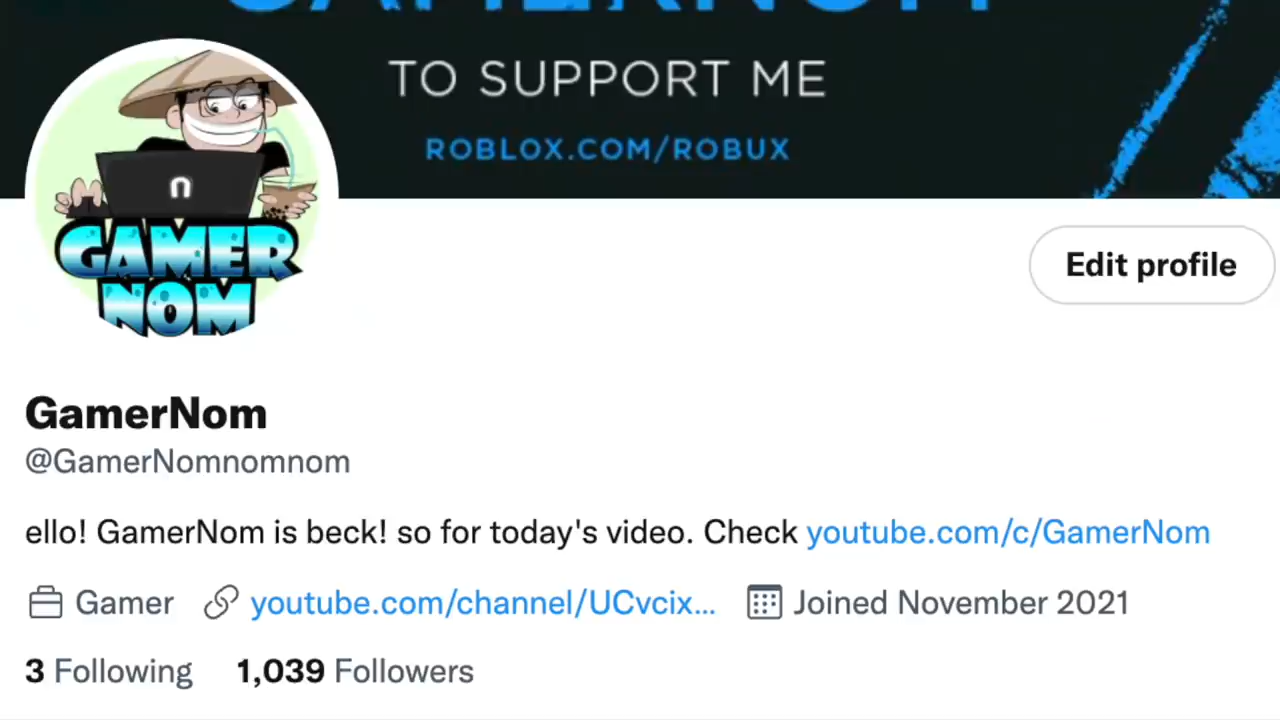 GAMERNOM
TO SUPPORT ME
ROBLOX.COM/ROBUX
n
GAMER
NOM
Edit profile
GamerNom
@GamerNomnomnom
ello! GamerNom is beck! so for today's video. Check youtube.com/c/GamerNom
Gamer youtube.com/channel/UCvcix... Joined November 2021
3 Following 1,039 Followers